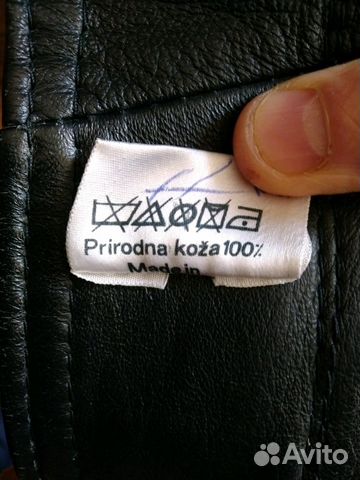 Prirodna koža 100%
Made in
Avito